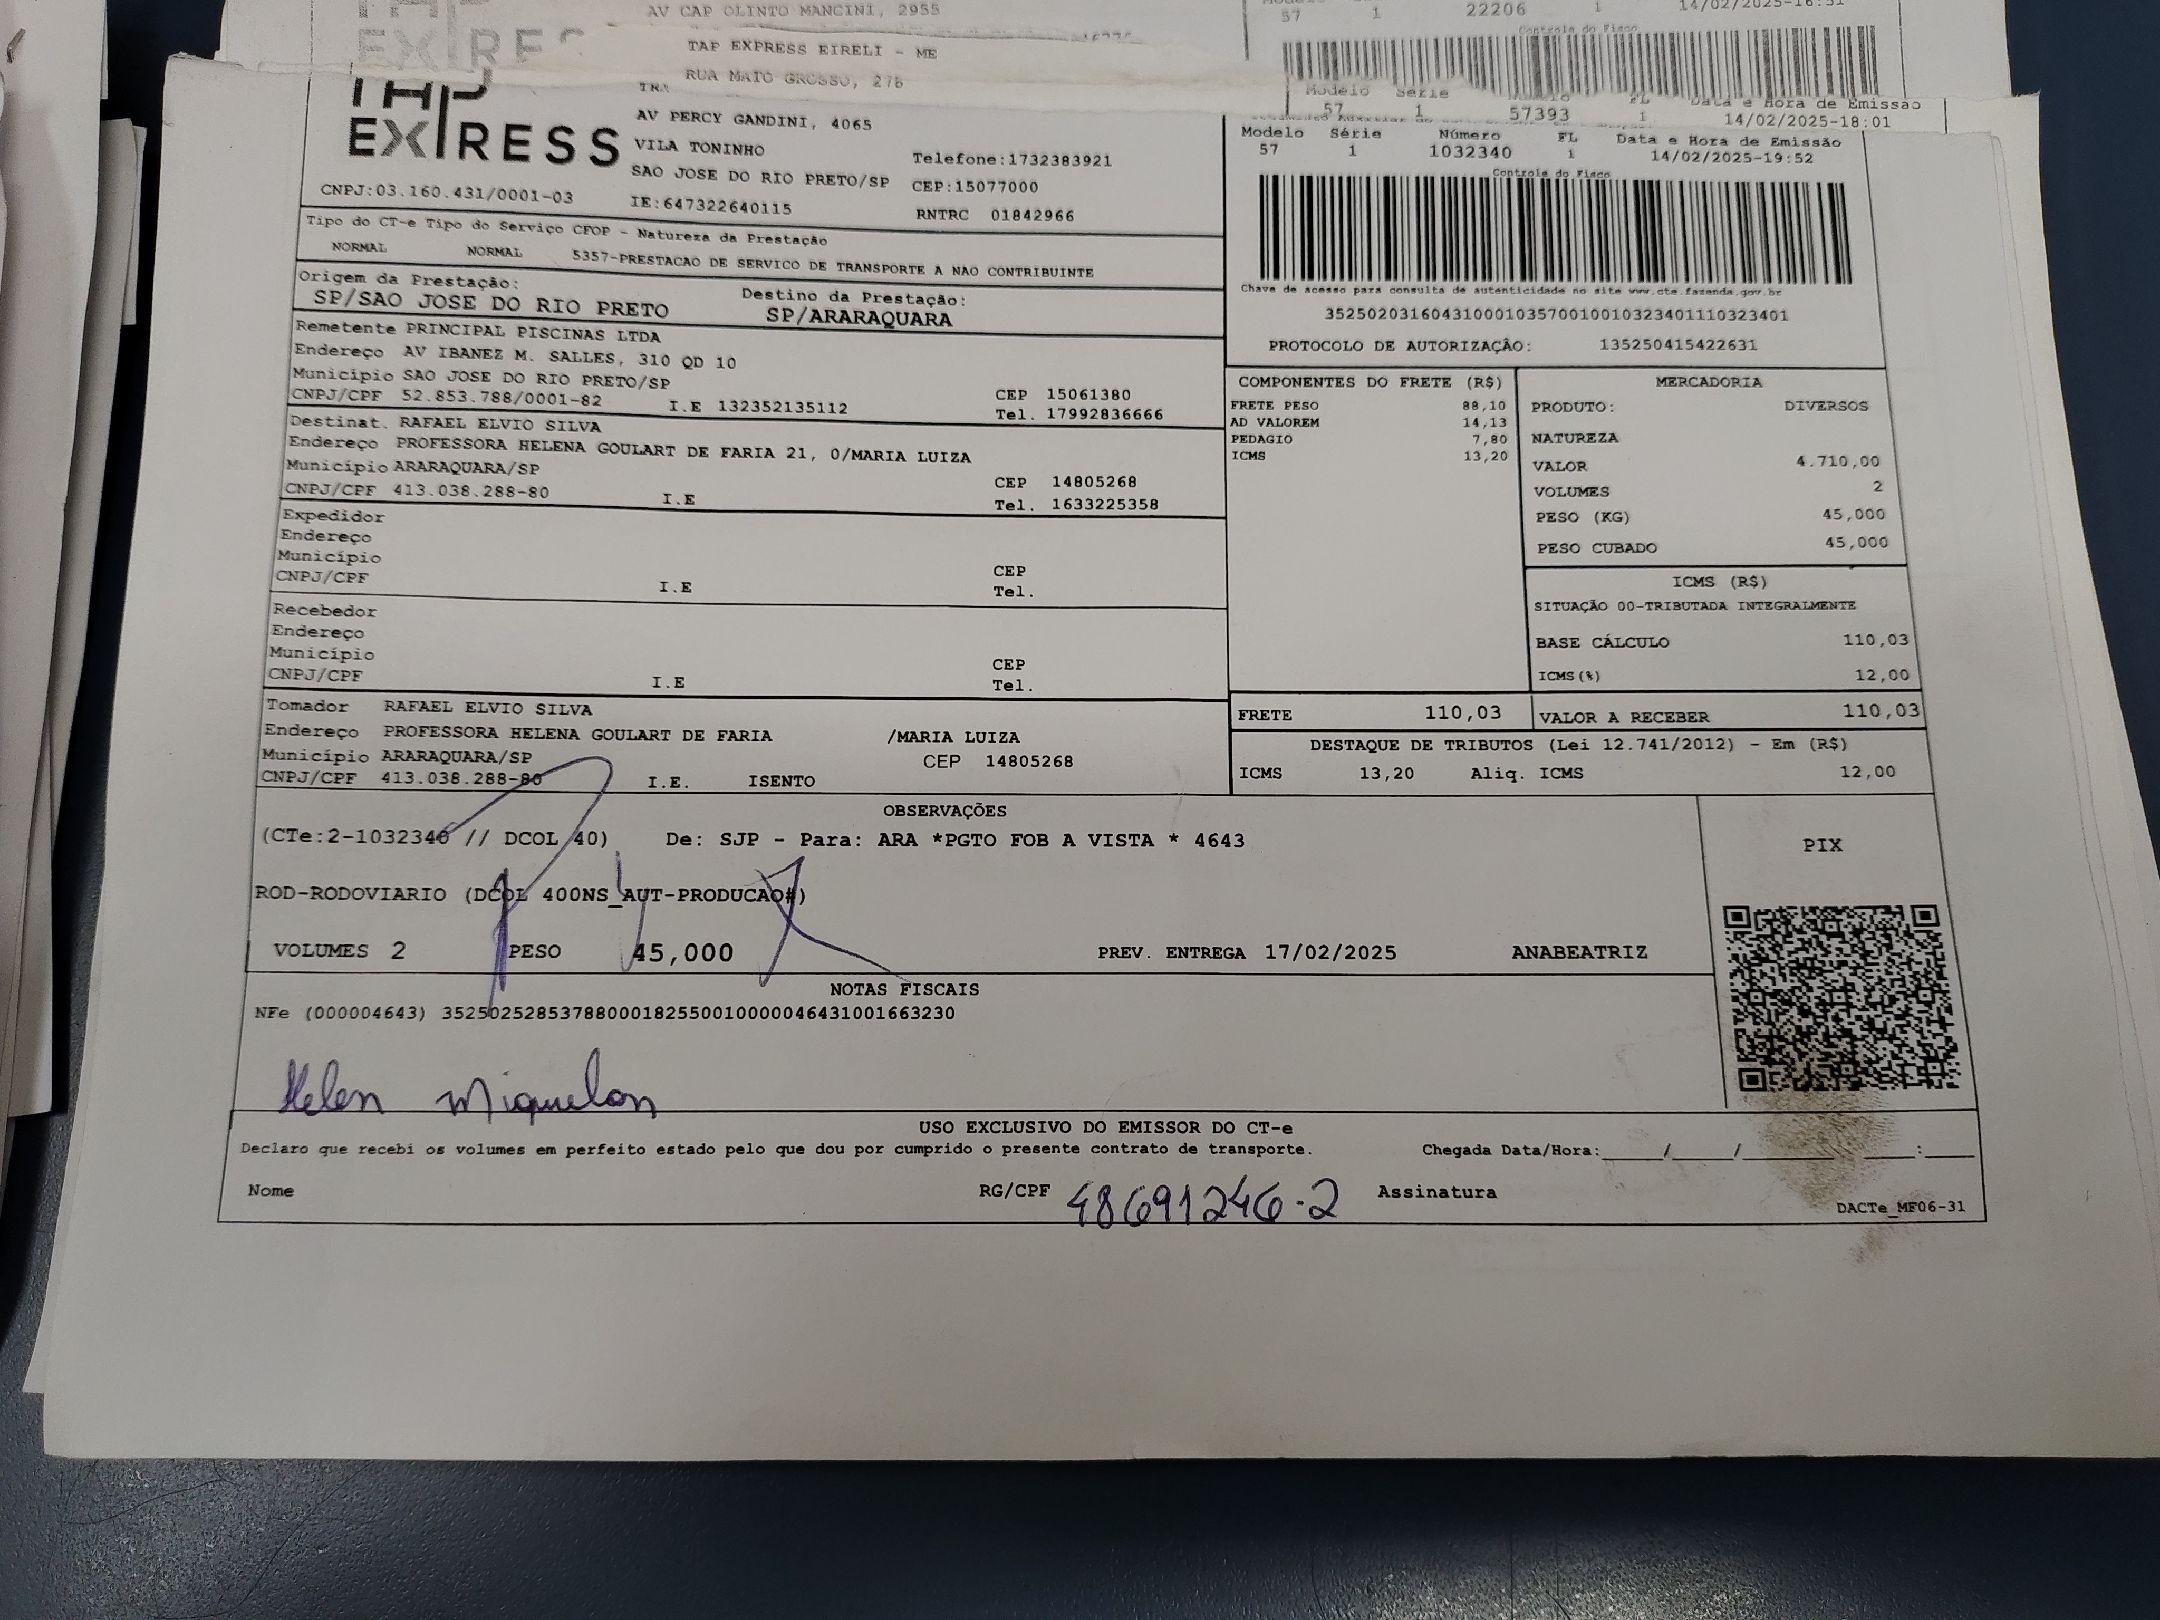 AV CAP OLINTO MANCINI, 2955
57 1 22206 1 14/02/2025-16:31
Controle do Fisco
TAP EXPRESS EIRELI - ME
RUA MATO GROSSO, 276
Modelo Série FL Data e Hora de Emissão
57 1 57393 1 14/02/2025-18:01
TAP EXPRESS
AV PERCY GANDINI, 4065
VILA TONINHO Telefone:1732383921
SAO JOSE DO RIO PRETO/SP CEP:15077000
CNPJ:03.160.431/0001-03 IE:647322640115 RNTRC 01842966
Modelo Série Número FL Data e Hora de Emissão
57 1 1032340 1 14/02/2025-19:52
Controle do Fisco
Chave de acesso para consulta de autenticidade no site www.cte.fazenda.gov.br
35250203160431000103570010010323401110323401
PROTOCOLO DE AUTORIZAÇÃO: 135250415422631
Tipo do CT-e Tipo do Serviço CFOP - Natureza da Prestação
NORMAL NORMAL 5357-PRESTACAO DE SERVICO DE TRANSPORTE A NAO CONTRIBUINTE
Origem da Prestação: Destino da Prestação:
SP/SAO JOSE DO RIO PRETO SP/ARARAQUARA
Remetente PRINCIPAL PISCINAS LTDA
Endereço AV IBANEZ M. SALLES, 310 QD 10
Município SAO JOSE DO RIO PRETO/SP CEP 15061380
CNPJ/CPF 52.853.788/0001-82 I.E 132352135112 Tel. 17992836666
Destinat. RAFAEL ELVIO SILVA
Endereço PROFESSORA HELENA GOULART DE FARIA 21, 0/MARIA LUIZA
Município ARARAQUARA/SP CEP 14805268
CNPJ/CPF 413.038.288-80 I.E Tel. 1633225358
Expedidor
Endereço
Município CEP
CNPJ/CPF I.E Tel.
Recebedor
Endereço
Município CEP
CNPJ/CPF I.E Tel.
Tomador RAFAEL ELVIO SILVA
Endereço PROFESSORA HELENA GOULART DE FARIA /MARIA LUIZA
Município ARARAQUARA/SP CEP 14805268
CNPJ/CPF 413.038.288-80 I.E. ISENTO
COMPONENTES DO FRETE (R$)
FRETE PESO 88,10
AD VALOREM 14,13
PEDAGIO 7,80
ICMS 13,20
MERCADORIA
PRODUTO: DIVERSOS
NATUREZA
VALOR 4.710,00
VOLUMES 2
PESO (KG) 45,000
PESO CUBADO 45,000
ICMS (R$)
SITUAÇÃO 00-TRIBUTADA INTEGRALMENTE
BASE CÁLCULO 110,03
ICMS(%) 12,00
FRETE 110,03 VALOR A RECEBER 110,03
DESTAQUE DE TRIBUTOS (Lei 12.741/2012) - Em (R$)
ICMS 13,20 Aliq. ICMS 12,00
OBSERVAÇÕES
(CTe:2-1032340 // DCOL 40) De: SJP - Para: ARA *PGTO FOB A VISTA * 4643
ROD-RODOVIARIO (DCOL 400NS_AUT-PRODUCAO#)
VOLUMES 2 PESO 45,000 PREV. ENTREGA 17/02/2025 ANABEATRIZ
PIX
NOTAS FISCAIS
NFe (000004643) 35250252853788000182550010000046431001663230
Helen Miquelon
USO EXCLUSIVO DO EMISSOR DO CT-e
Declaro que recebi os volumes em perfeito estado pelo que dou por cumprido o presente contrato de transporte. Chegada Data/Hora:_____/_____/________ ____:____
Nome RG/CPF 48691246-2 Assinatura
DACTe_MF06-31